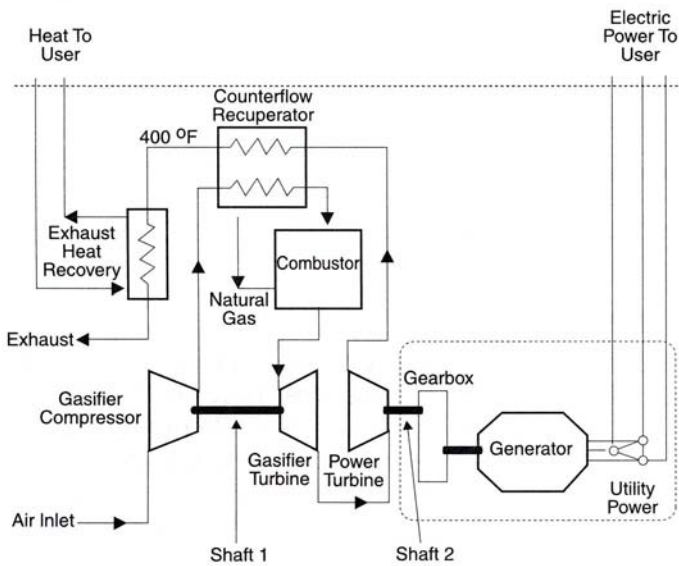 Heat To
User
Electric
Power To
User
Counterflow
Recuperator
400 ºF
Exhaust
Heat
Recovery
Combustor
Natural
Gas
Exhaust
Gasifier
Compressor
Gearbox
Generator
Gasifier
Turbine
Power
Turbine
Utility
Power
Air Inlet
Shaft 1
Shaft 2